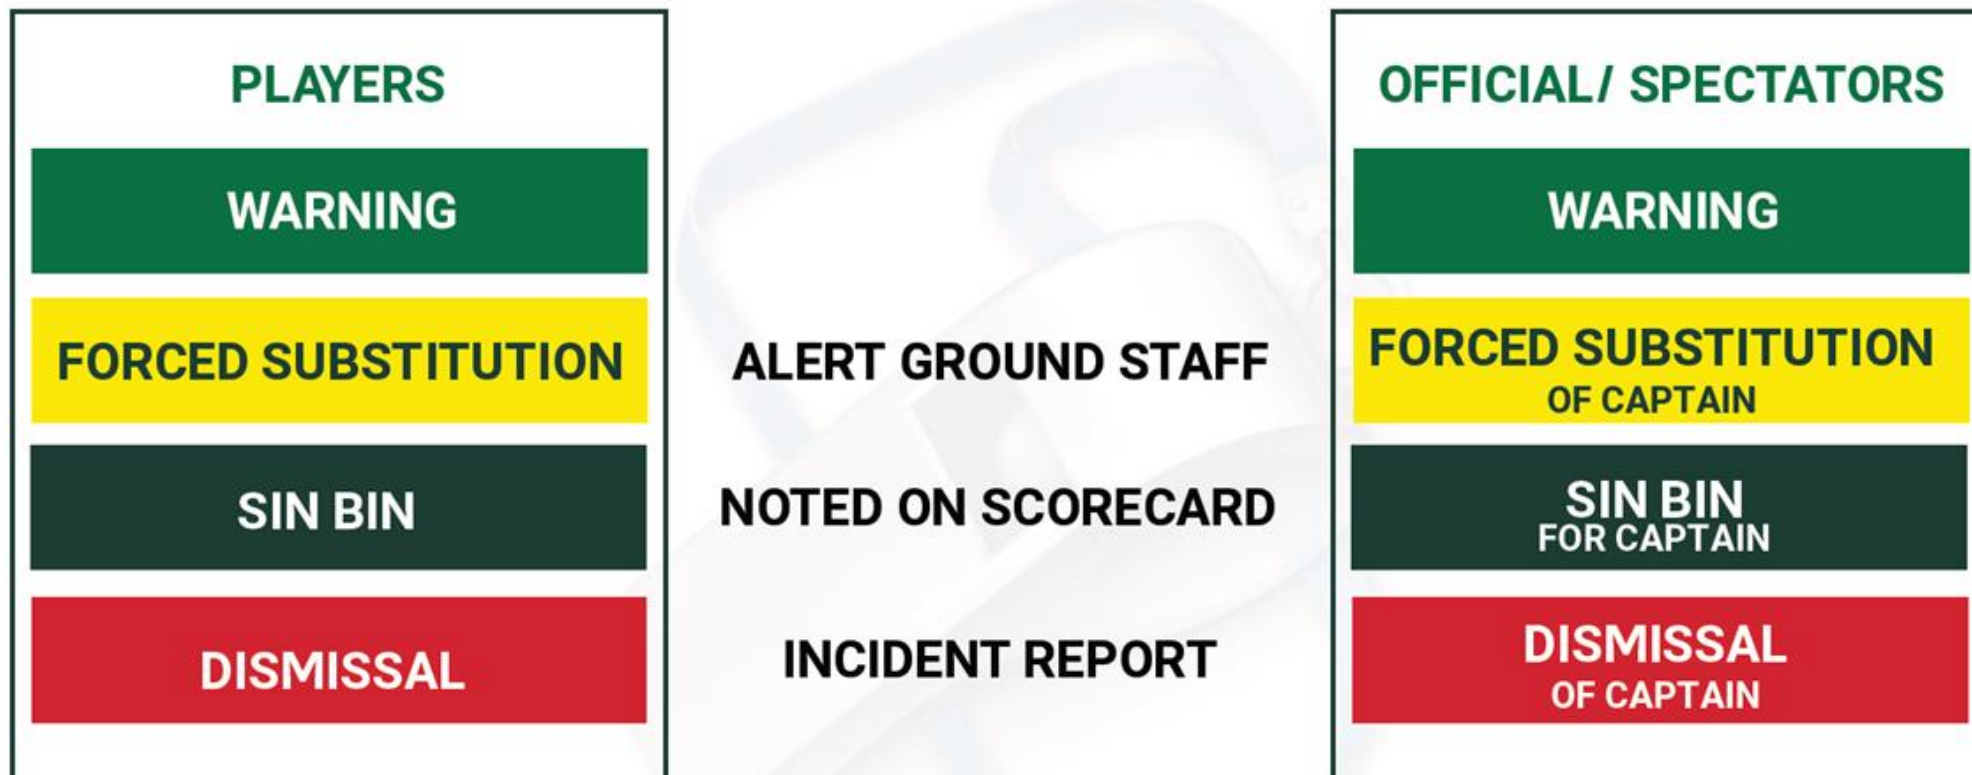 PLAYERS
WARNING
FORCED SUBSTITUTION
SIN BIN
DISMISSAL
ALERT GROUND STAFF
NOTED ON SCORECARD
INCIDENT REPORT
OFFICIAL/ SPECTATORS
WARNING
FORCED SUBSTITUTION
OF CAPTAIN
SIN BIN
FOR CAPTAIN
DISMISSAL
OF CAPTAIN